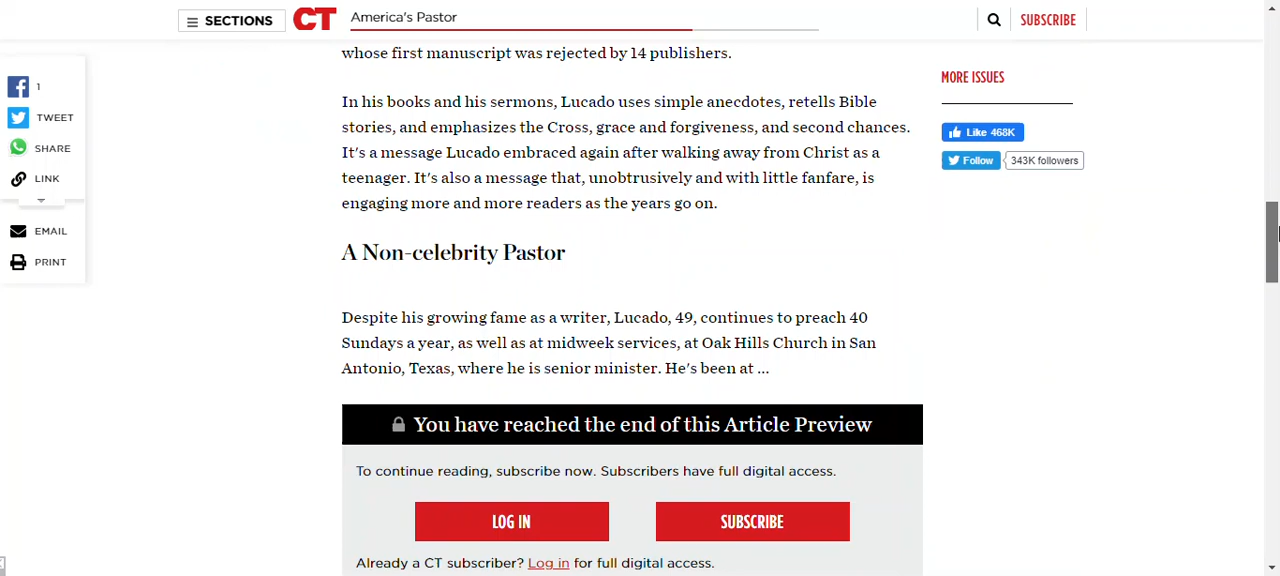 SECTIONS
CT
America's Pastor
SUBSCRIBE
whose first manuscript was rejected by 14 publishers.
In his books and his sermons, Lucado uses simple anecdotes, retells Bible
stories, and emphasizes the Cross, grace and forgiveness, and second chances.
It's a message Lucado embraced again after walking away from Christ as a
teenager. It's also a message that, unobtrusively and with little fanfare, is
engaging more and more readers as the years go on.
A Non-celebrity Pastor
Despite his growing fame as a writer, Lucado, 49, continues to preach 40
Sundays a year, as well as at midweek services, at Oak Hills Church in San
Antonio, Texas, where he is senior minister. He's been at ...
You have reached the end of this Article Preview
To continue reading, subscribe now. Subscribers have full digital access.
LOG IN
SUBSCRIBE
Already a CT subscriber? Log in for full digital access.
1
TWEET
SHARE
LINK
EMAIL
PRINT
MORE ISSUES
Like 468K
Follow
343K followers